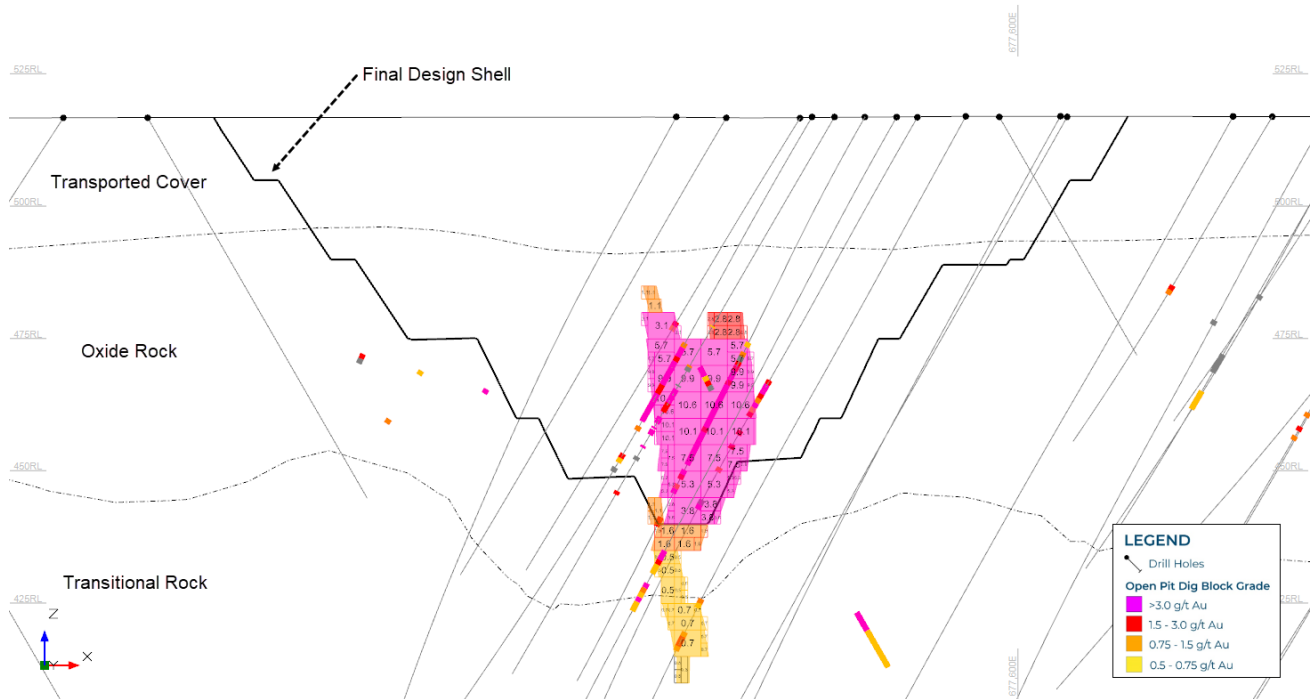 677,600E
525RL
525RL
Final Design Shell
Transported Cover
500RL
500RL
475RL
475RL
Oxide Rock
450RL
450RL
Transitional Rock
425RL
425RL
1.1
3.1
2.8 2.8
2.8 2.8
5.7
5.7
5.7
5.7
5.7
9.9
9.9
10.6
10.6
10.6
10.1
10.1
10.1
10.1
7.5
7.5
7.5
5.3
5.3
3.8
3.8
1.6
1.6
1.6
0.5
0.5
0.7
0.7
0.7
LEGEND
Drill Holes
Open Pit Dig Block Grade
>3.0 g/t Au
1.5 - 3.0 g/t Au
0.75 - 1.5 g/t Au
0.5 - 0.75 g/t Au
Z
X
677,600E